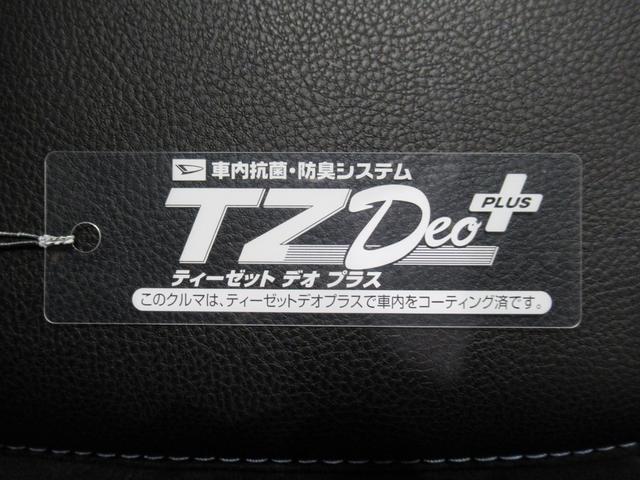 車内抗菌・防臭システム
TZ Deo PLUS
ティーゼット デオ プラス
このクルマは、ティーゼットデオプラスで車内をコーティング済です。